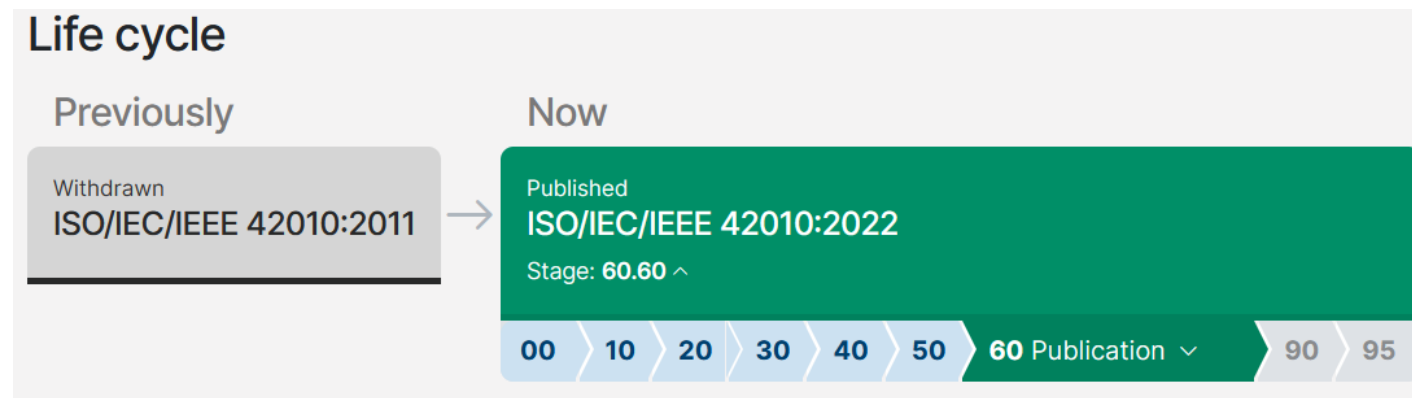 Life cycle
Previously
Now
Withdrawn
ISO/IEC/IEEE 42010:2011
Published
ISO/IEC/IEEE 42010:2022
Stage: 60.60
00 10 20 30 40 50 60 Publication 90 95